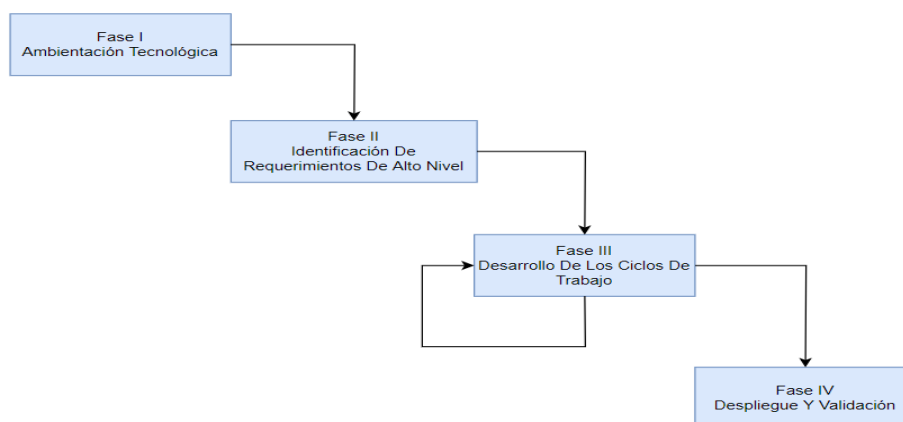 Fase I
Ambientación Tecnológica
Fase II
Identificación De
Requerimientos De Alto Nivel
Fase III
Desarrollo De Los Ciclos De
Trabajo
Fase IV
Despliegue Y Validación